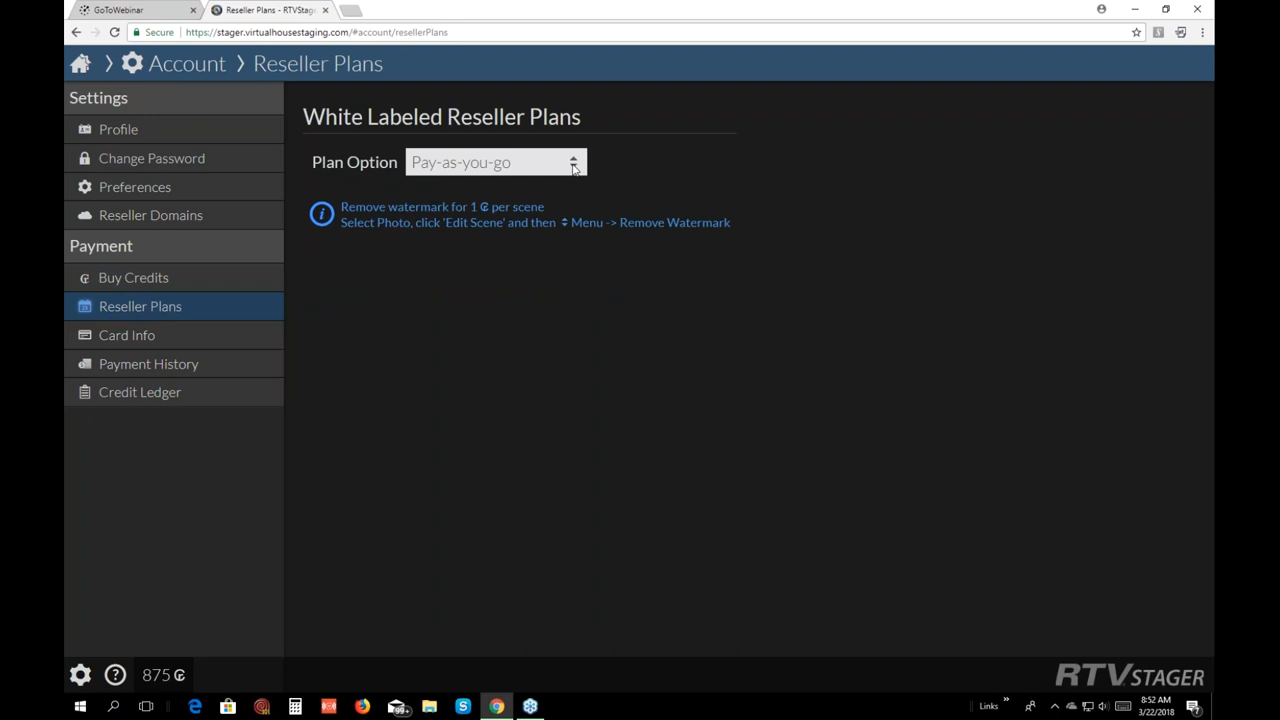 GoToWebinar
Reseller Plans - RTVStage
Secure
https://stager.virtualhousestaging.com/#account/resellerPlans
Account
Reseller Plans
Settings
Profile
Change Password
Preferences
Reseller Domains
Payment
Buy Credits
Reseller Plans
Card Info
Payment History
Credit Ledger
White Labeled Reseller Plans
Plan Option Pay-as-you-go
Remove watermark for 1 per scene
Select Photo, click 'Edit Scene' and then Menu -> Remove Watermark
875
RTVSTAGER
99+
Links
8:52 AM
3/22/2018